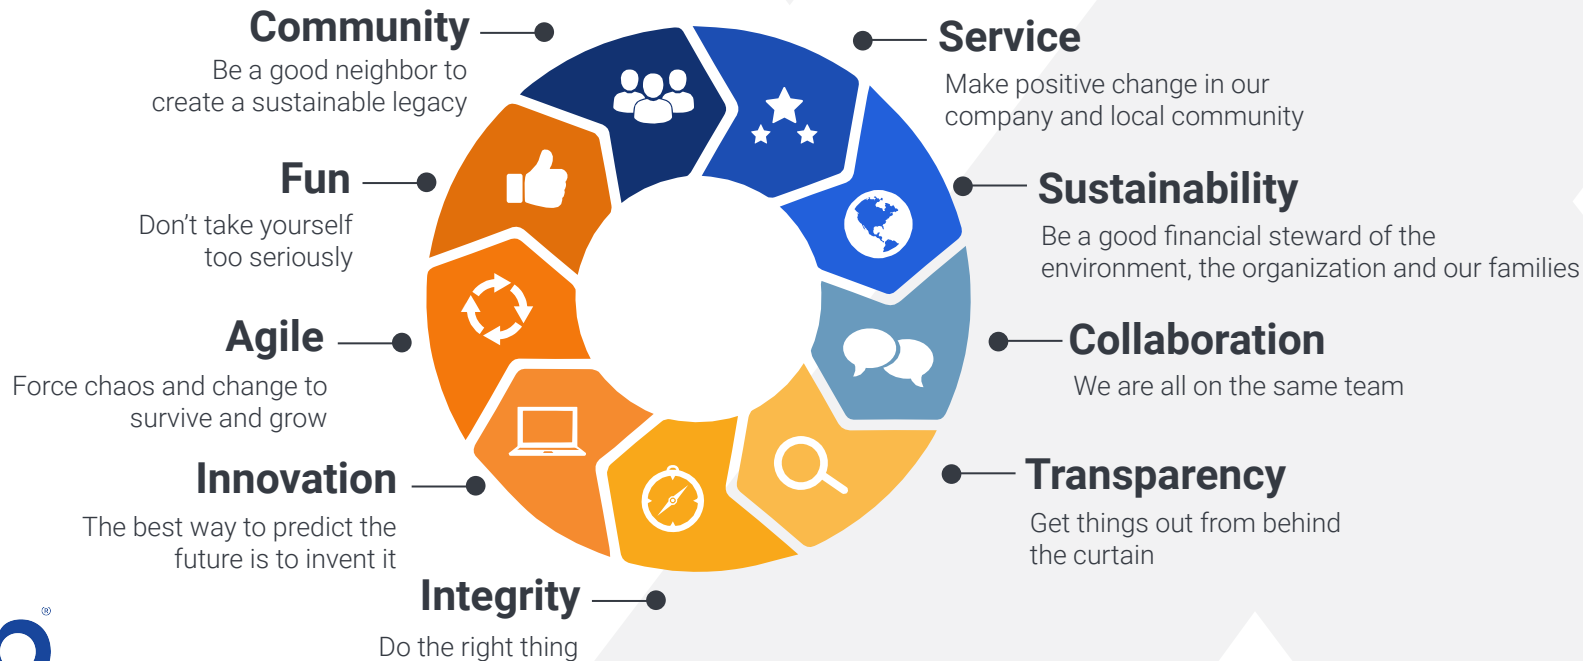 Community
Be a good neighbor to
create a sustainable legacy
Service
Make positive change in our
company and local community
Fun
Don’t take yourself
too seriously
Sustainability
Be a good financial steward of the
environment, the organization and our families
Agile
Force chaos and change to
survive and grow
Collaboration
We are all on the same team
Innovation
The best way to predict the
future is to invent it
Transparency
Get things out from behind
the curtain
Integrity
Do the right thing
®